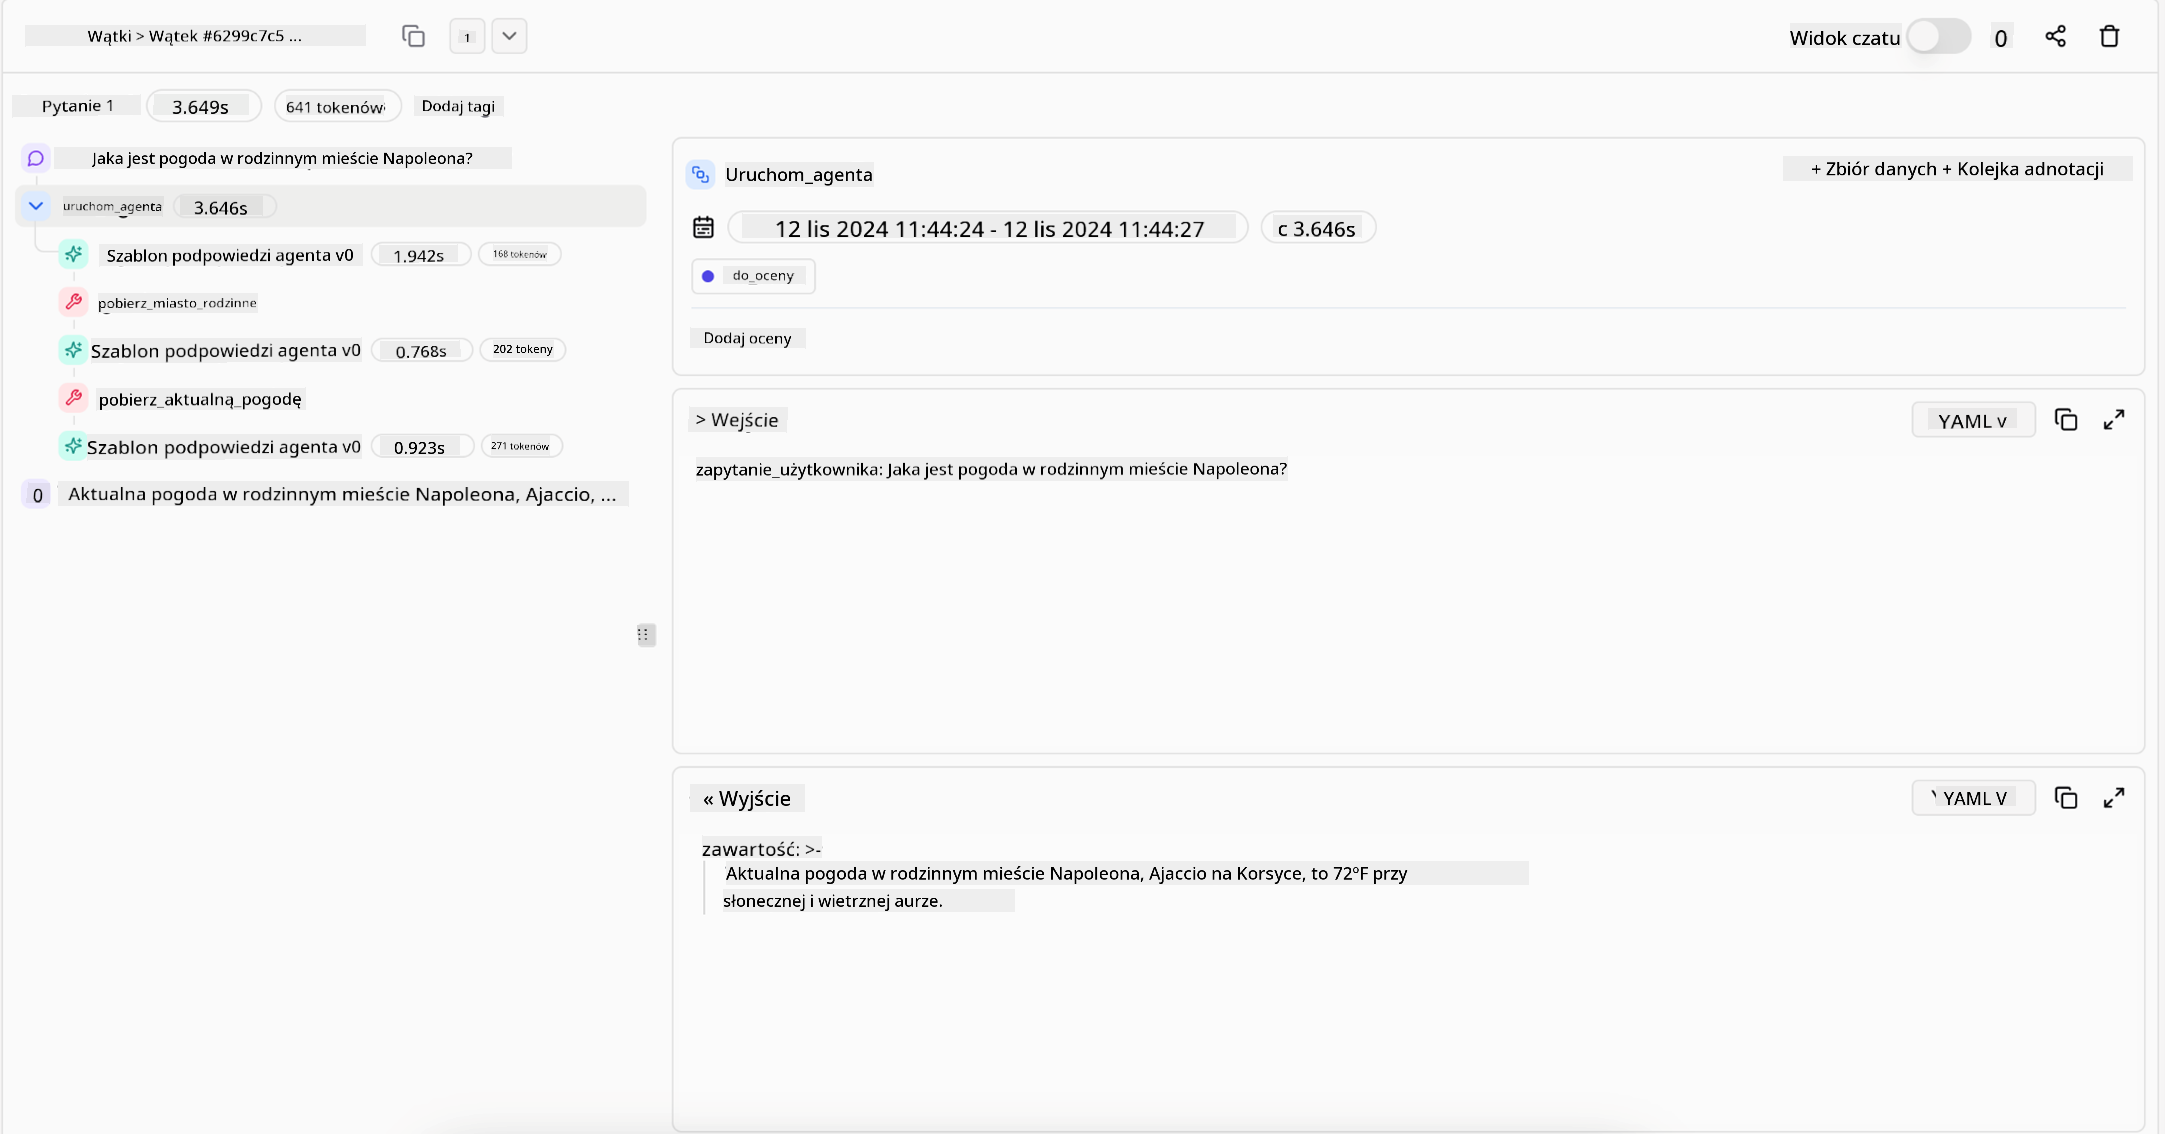 Wątki > Wątek #6299c7c5 ...
1
Widok czatu
0
Pytanie 1
3.649s
641 tokenów
Dodaj tagi
Jaka jest pogoda w rodzinnym mieście Napoleona?
uruchom_agenta
3.646s
Szablon podpowiedzi agenta v0
1.942s
168 tokenów
pobierz_miasto_rodzinne
Szablon podpowiedzi agenta v0
0.768s
202 tokeny
pobierz_aktualną_pogodę
Szablon podpowiedzi agenta v0
0.923s
271 tokenów
0
Aktualna pogoda w rodzinnym mieście Napoleona, Ajaccio, ...
Uruchom_agenta
+ Zbiór danych + Kolejka adnotacji
12 lis 2024 11:44:24 - 12 lis 2024 11:44:27
c 3.646s
do_oceny
Dodaj oceny
> Wejście
YAML v
zapytanie_użytkownika: Jaka jest pogoda w rodzinnym mieście Napoleona?
« Wyjście
YAML V
zawartość: >-
Aktualna pogoda w rodzinnym mieście Napoleona, Ajaccio na Korsyce, to 72°F przy
słonecznej i wietrznej aurze.